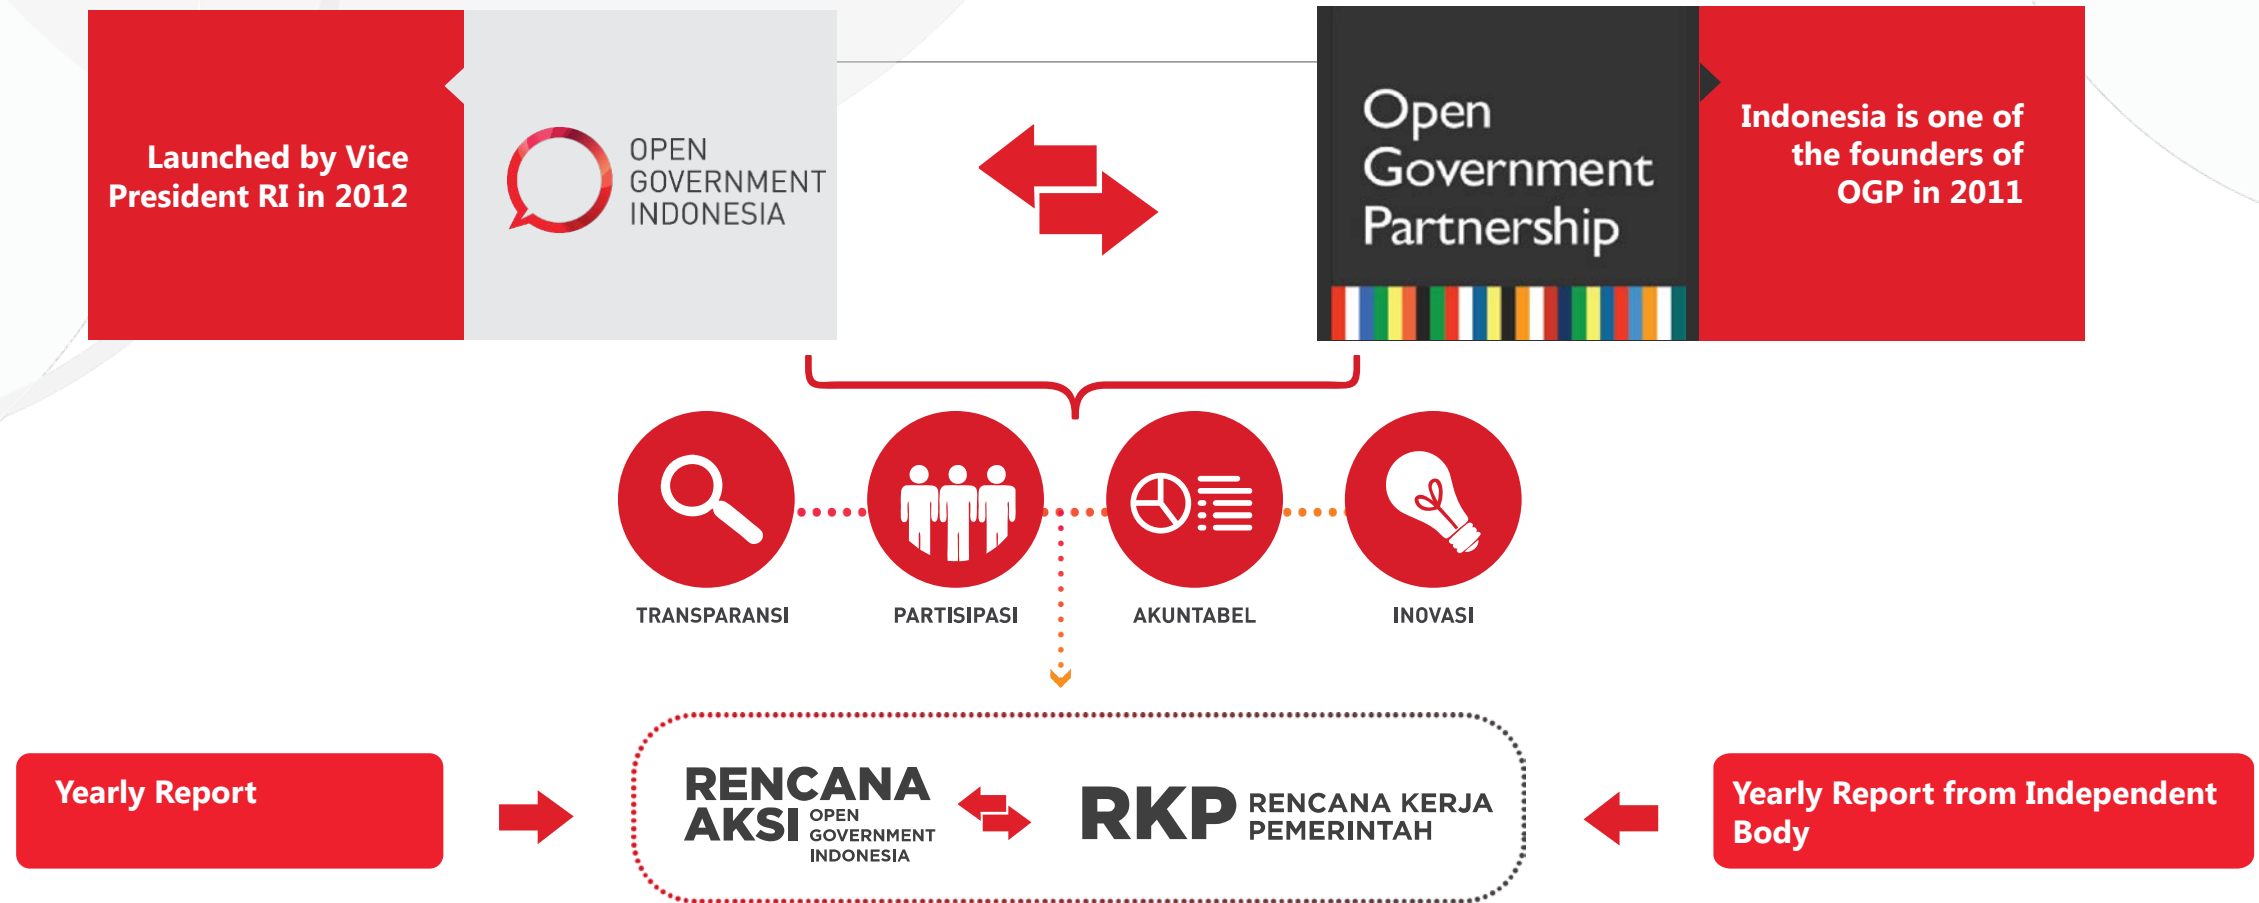 Launched by Vice
President RI in 2012
OPEN
GOVERNMENT
INDONESIA
Open
Government
Partnership
Indonesia is one of
the founders of
OGP in 2011
TRANSPARANSI
PARTISIPASI
AKUNTABEL
INOVASI
Yearly Report
RENCANA
AKSI
OPEN
GOVERNMENT
INDONESIA
RKP
RENCANA KERJA
PEMERINTAH
Yearly Report from Independent
Body